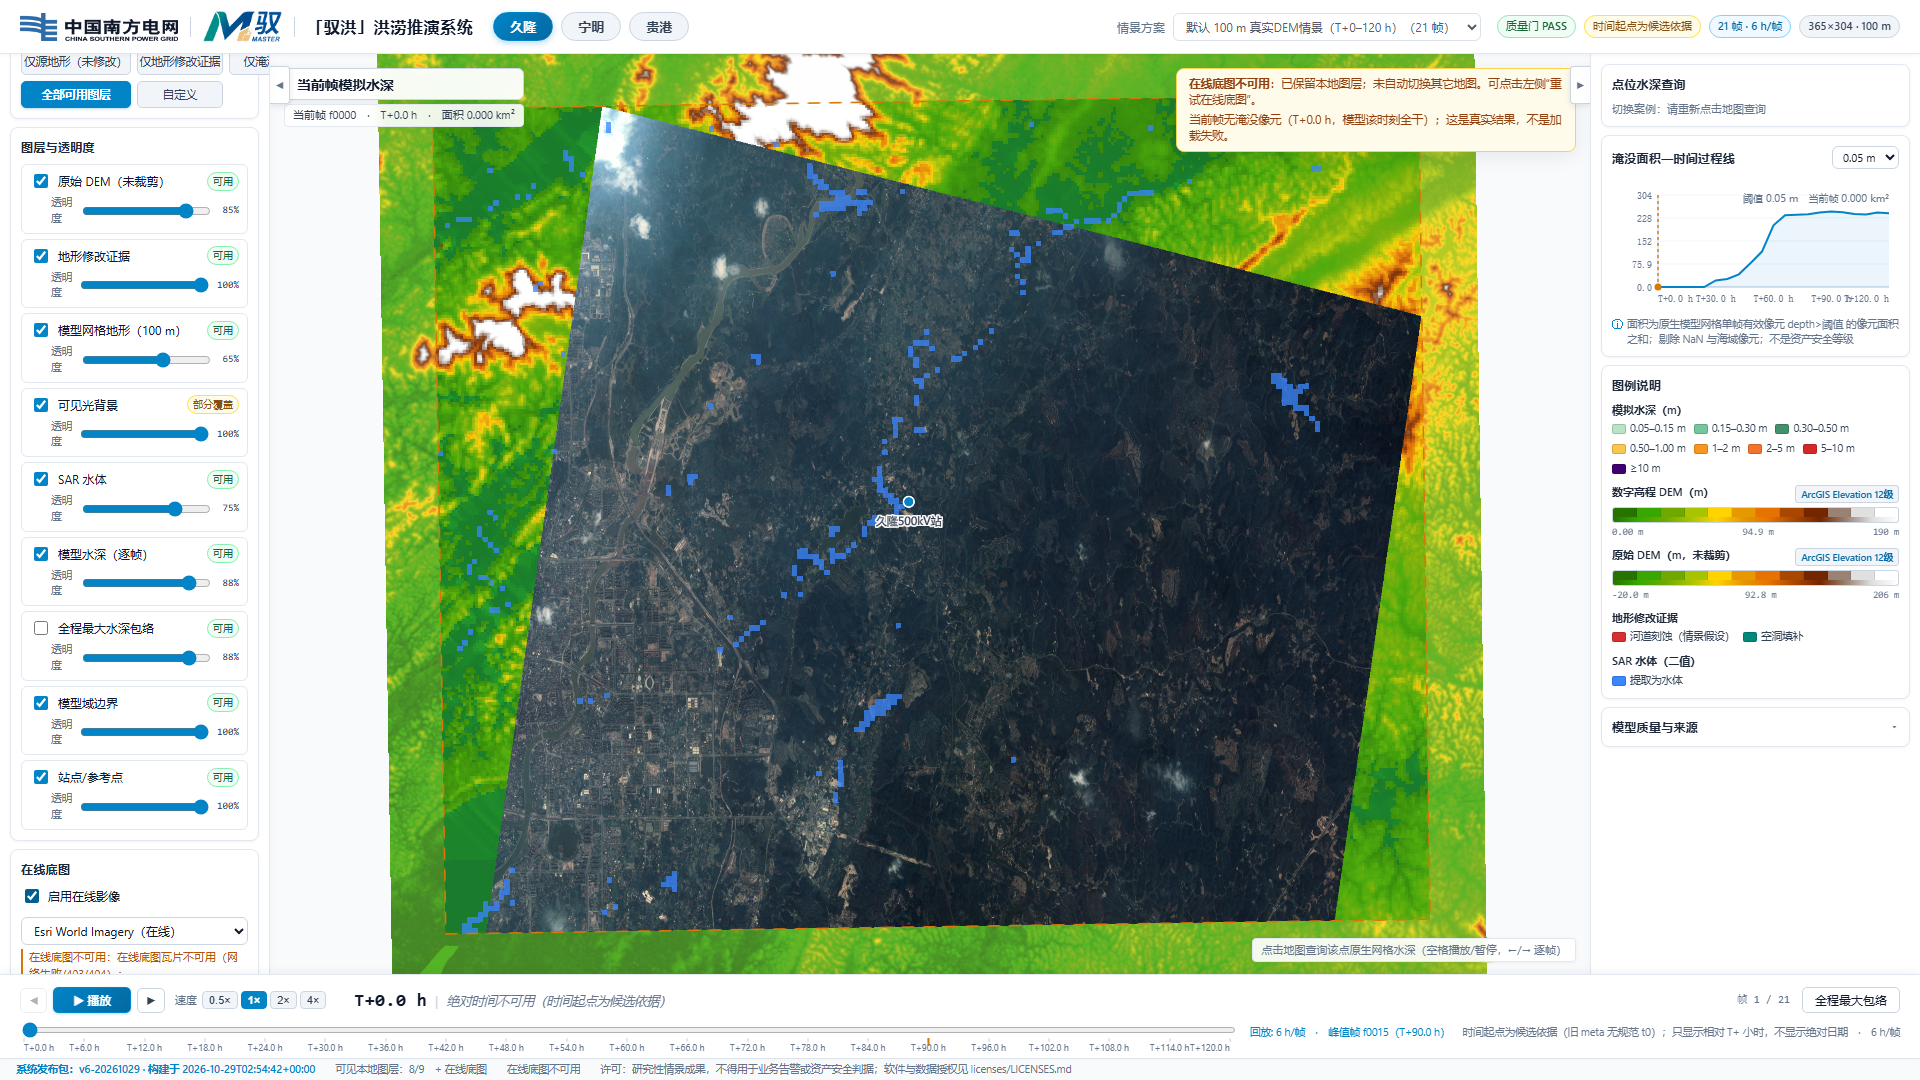 中国南方电网
CHINA SOUTHERN POWER GRID
驭
MASTER
「驭洪」洪涝推演系统
久隆
宁明
贵港
情景方案
默认 100 m 真实DEM情景（T+0–120 h）（21 帧）
质量门 PASS
时间起点为候选依据
21 帧 · 6 h/帧
365×304 · 100 m
仅源地形（未修改）
仅地形修改证据
全部可用图层
自定义
图层与透明度
原始 DEM（未裁剪）
可用
透明度
85%
地形修改证据
可用
透明度
100%
模型网格地形（100 m）
可用
透明度
65%
可见光背景
部分覆盖
透明度
100%
SAR 水体
可用
透明度
75%
模型水深（逐帧）
可用
透明度
88%
全程最大水深包络
可用
透明度
88%
模型域边界
可用
透明度
100%
站点/参考点
可用
透明度
100%
在线底图
启用在线影像
Esri World Imagery（在线）
在线底图不可用：在线底图瓦片不可用（网
络失败/403/404）；
当前帧模拟水深
当前帧 f0000 · T+0.0 h · 面积 0.000 km²
在线底图不可用：已保留本地图层；未自动切换其它地图。可点击左侧“重
试在线底图”。
当前帧无淹没像元（T+0.0 h，模型该时刻全干）；这是真实结果，不是加
载失败。
久隆500kV站
点击地图查询该点原生网格水深（空格播放/暂停，←/→ 逐帧）
点位水深查询
切换案例：请重新点击地图查询
淹没面积—时间过程线
0.05 m
阈值 0.05 m 当前帧 0.000 km²
304
228
152
75.9
0.0
T+0.0 h
T+30.0 h
T+60.0 h
T+90.0 h
T+120.0 h
面积为原生模型网格单帧有效像元 depth>阈值 的像元面积
之和；剔除 NaN 与海域像元；不是资产安全等级
图例说明
模拟水深（m）
0.05–0.15 m
0.15–0.30 m
0.30–0.50 m
0.50–1.00 m
1–2 m
2–5 m
5–10 m
≥10 m
数字高程 DEM（m）
ArcGIS Elevation 12级
0.00 m
94.9 m
190 m
原始 DEM（m，未裁剪）
ArcGIS Elevation 12级
-20.0 m
92.8 m
206 m
地形修改证据
河道刻蚀（情景假设）
空洞填补
SAR 水体（二值）
提取为水体
模型质量与来源
播放
速度
0.5×
1×
2×
4×
T+0.0 h
绝对时间不可用（时间起点为候选依据）
帧 1 / 21
全程最大包络
T+0.0 h
T+6.0 h
T+12.0 h
T+18.0 h
T+24.0 h
T+30.0 h
T+36.0 h
T+42.0 h
T+48.0 h
T+54.0 h
T+60.0 h
T+66.0 h
T+72.0 h
T+78.0 h
T+84.0 h
T+90.0 h
T+96.0 h
T+102.0 h
T+108.0 h
T+114.0 h
T+120.0 h
回放: 6 h/帧 · 峰值帧 f0015（T+90.0 h） 时间起点为候选依据（旧 meta 无规范 t0）；只显示相对 T+ 小时，不显示绝对日期 · 6 h/帧
系统发布包：v6-20261029 · 构建于 2026-10-29T02:54:42+00:00
可见本地图层：8/9 + 在线底图
在线底图不可用
许可：研究性情景成果，不得用于业务告警或资产安全判据；软件与数据授权见 licenses/LICENSES.md